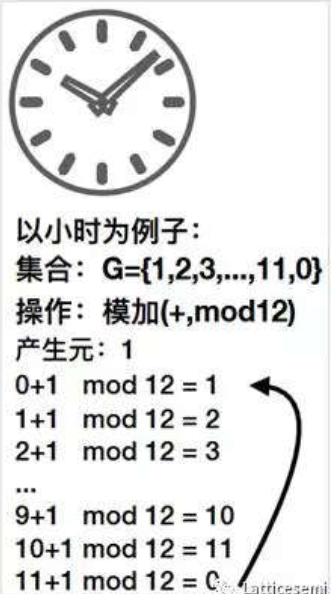 以小时为例子：
集合：G={1,2,3,...,11,0}
操作：模加(+,mod12)
产生元：1
0+1 mod 12 = 1
1+1 mod 12 = 2
2+1 mod 12 = 3
...
9+1 mod 12 = 10
10+1 mod 12 = 11
11+1 mod 12 = 0
Latticesemi